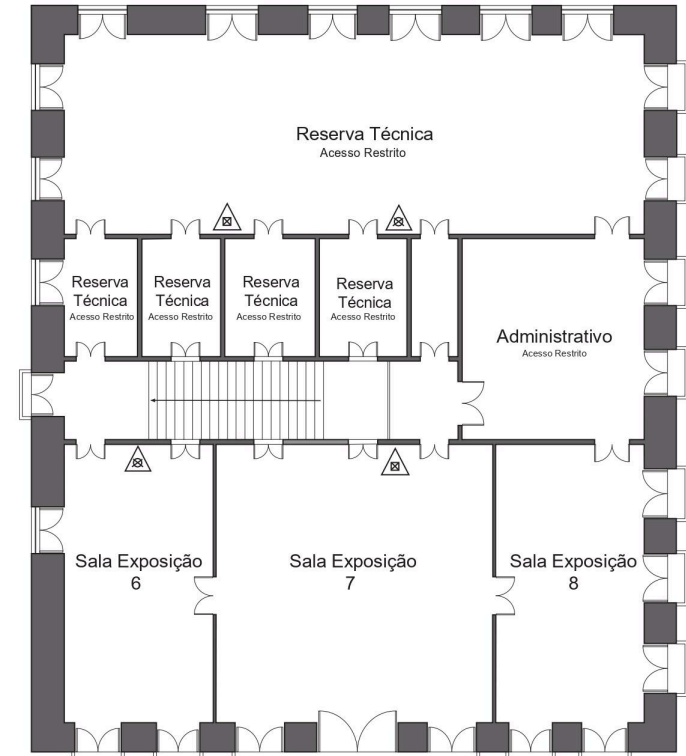 Reserva Técnica
Acesso Restrito
Reserva
Técnica
Acesso Restrito
Reserva
Técnica
Acesso Restrito
Reserva
Técnica
Acesso Restrito
Reserva
Técnica
Acesso Restrito
Administrativo
Acesso Restrito
Sala Exposição
6
Sala Exposição
7
Sala Exposição
8